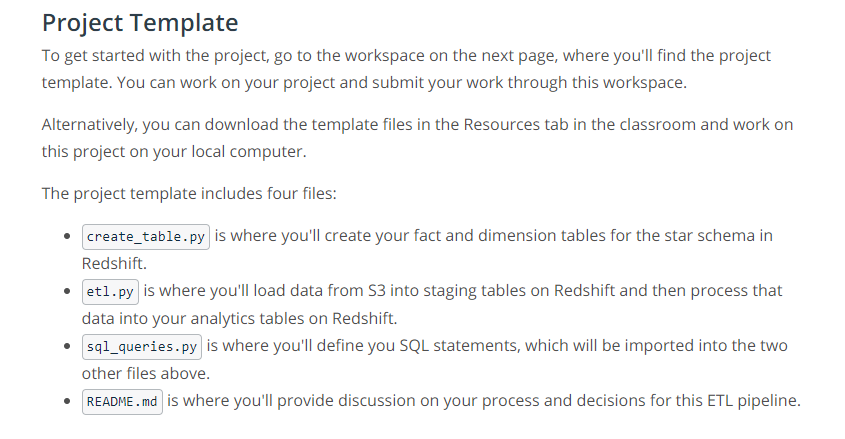 Project Template
To get started with the project, go to the workspace on the next page, where you'll find the project
template. You can work on your project and submit your work through this workspace.
Alternatively, you can download the template files in the Resources tab in the classroom and work on
this project on your local computer.
The project template includes four files:
• create_table.py is where you'll create your fact and dimension tables for the star schema in
Redshift.
• etl.py is where you'll load data from S3 into staging tables on Redshift and then process that
data into your analytics tables on Redshift.
• sql_queries.py is where you'll define you SQL statements, which will be imported into the two
other files above.
• README.md is where you'll provide discussion on your process and decisions for this ETL pipeline.